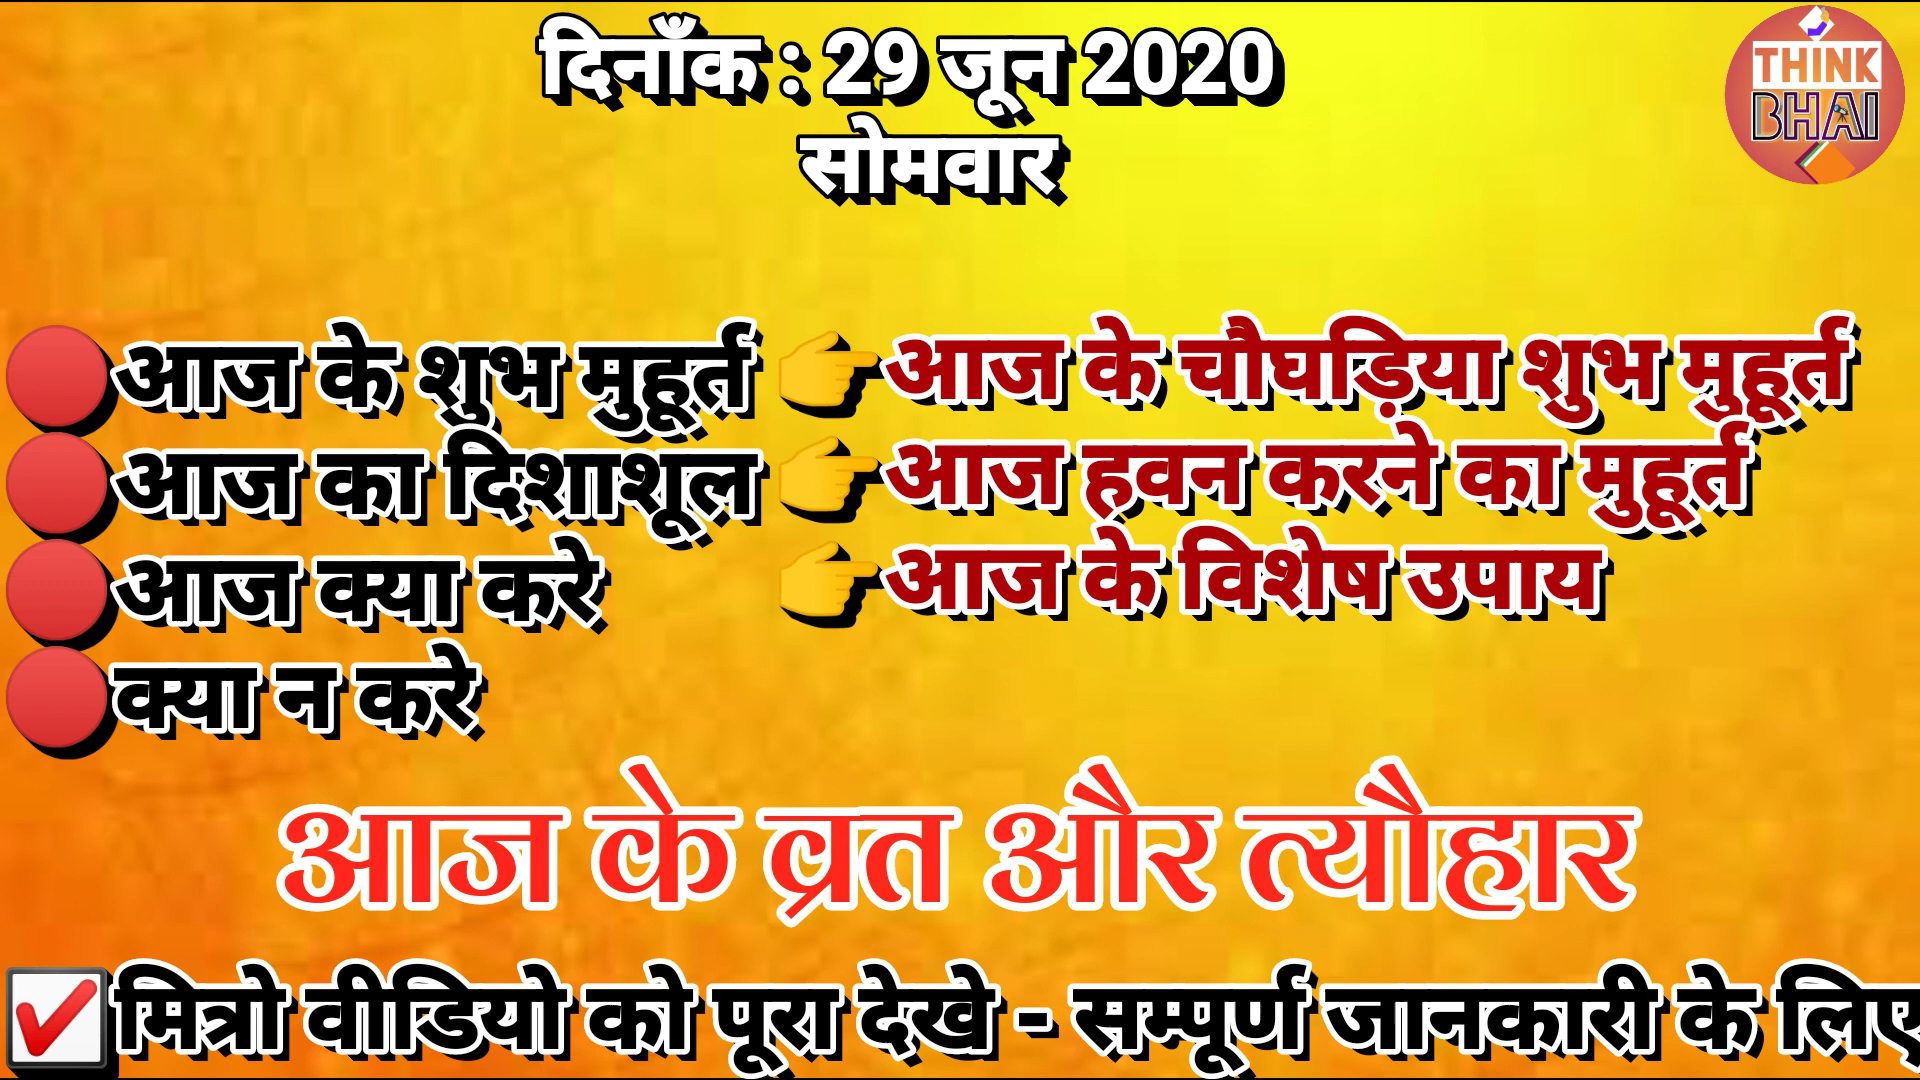 दिनाँक : 29 जून 2020
सोमवार
THINK
BHAI
🔴आज के शुभ मुहूर्त
🔴आज का दिशाशूल
🔴आज क्या करे
🔴क्या न करे
👉आज के चौघड़िया शुभ मुहूर्त
👉आज हवन करने का मुहूर्त
👉आज के विशेष उपाय
आज के व्रत और त्यौहार
☑मित्रो वीडियो को पूरा देखे - सम्पूर्ण जानकारी के लिए